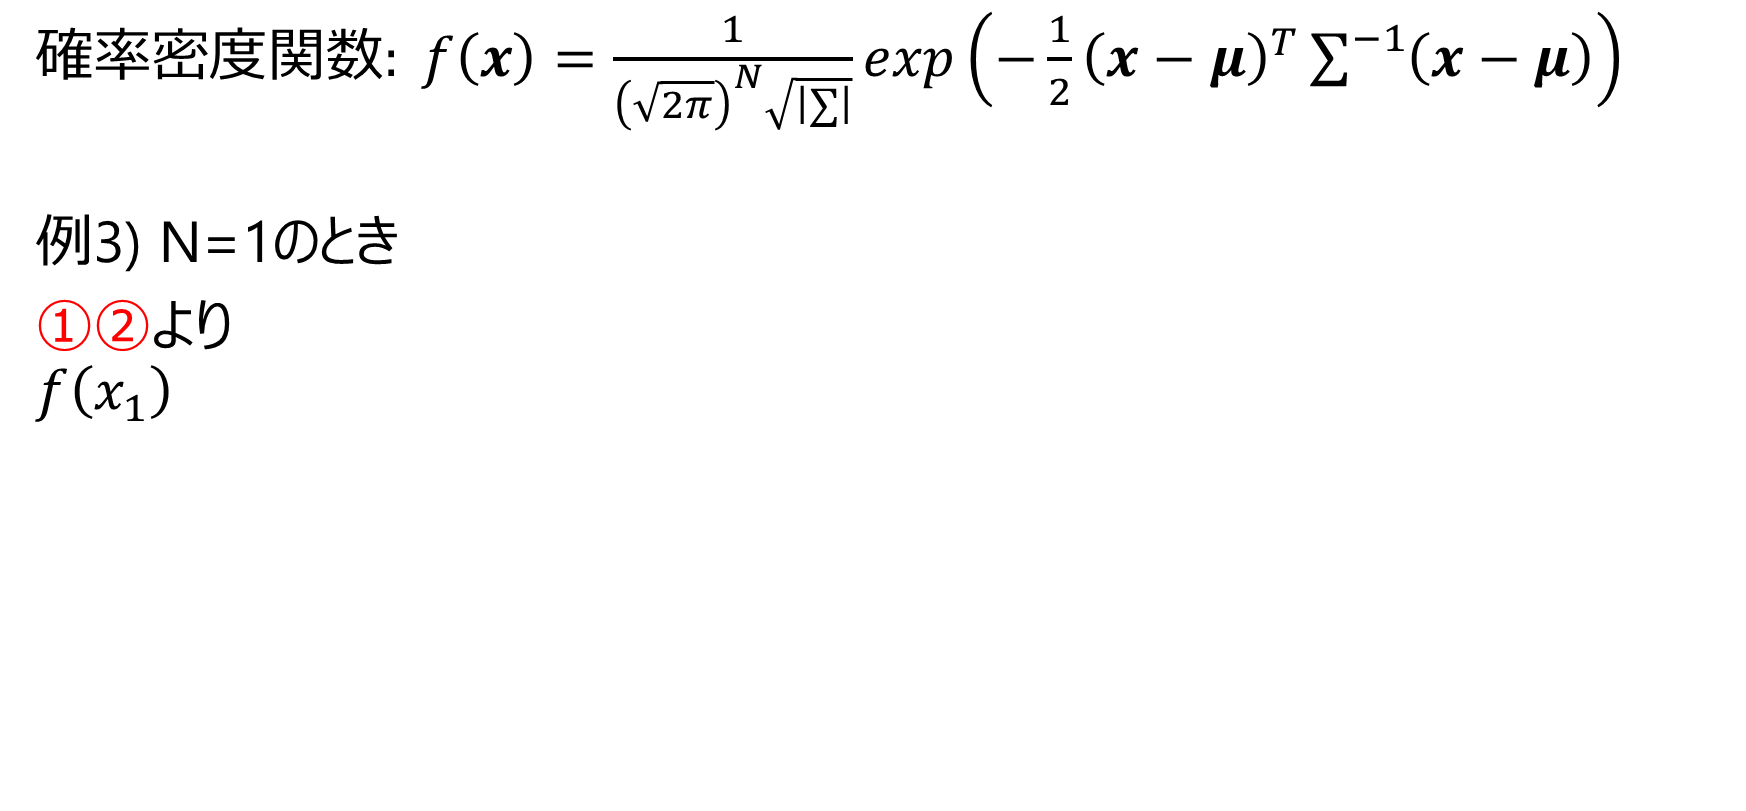 確率密度関数: f(x) = 1/((√2π)^N √|∑|) exp(−1/2 (x − μ)^T ∑^−1 (x − μ))
例3) N=1のとき
①②より
f(x₁)